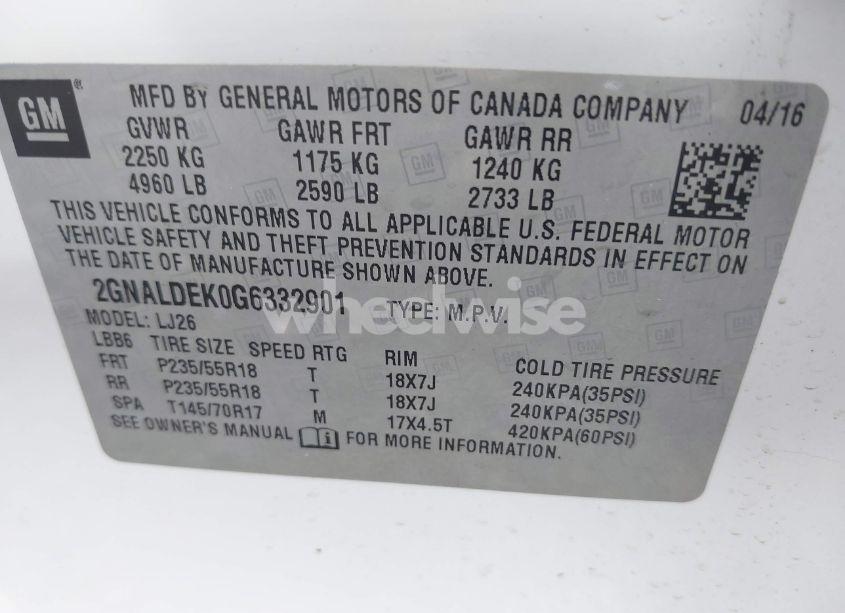 GM
MFD BY GENERAL MOTORS OF CANADA COMPANY 04/16
GVWR GAWR FRT GAWR RR
2250 KG 1175 KG 1240 KG
4960 LB 2590 LB 2733 LB
THIS VEHICLE CONFORMS TO ALL APPLICABLE U.S. FEDERAL MOTOR
VEHICLE SAFETY AND THEFT PREVENTION STANDARDS IN EFFECT ON
THE DATE OF MANUFACTURE SHOWN ABOVE.
2GNALDEK0G6332901 TYPE: M.P.V.
wheelwise
MODEL: LJ26
LBB6 TIRE SIZE SPEED RTG RIM COLD TIRE PRESSURE
FRT P235/55R18 T 18X7J 240KPA(35PSI)
RR P235/55R18 T 18X7J 240KPA(35PSI)
SPA T145/70R17 M 17X4.5T 420KPA(60PSI)
SEE OWNER'S MANUAL FOR MORE INFORMATION.